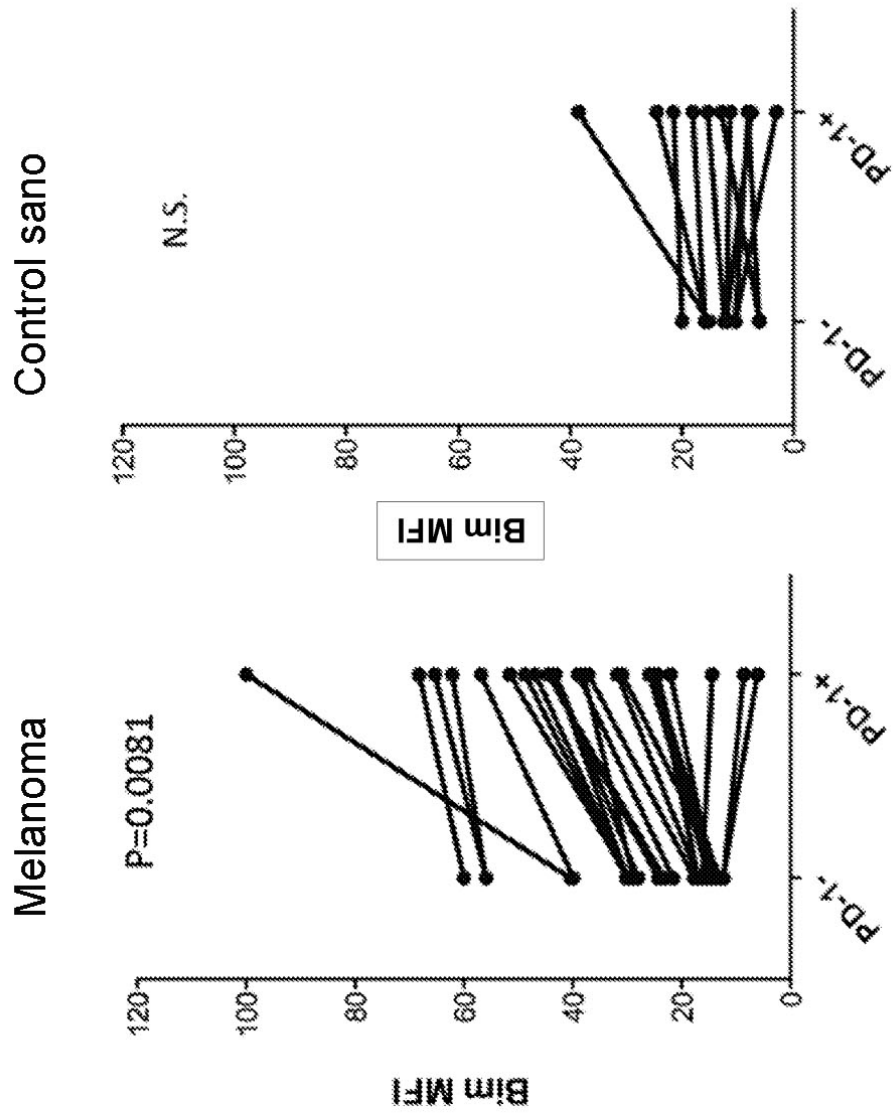 Melanoma
P=0.0081
Bim MFI
120
100
80
60
40
20
0
PD-1-
PD-1+
Control sano
N.S.
Bim MFI
120
100
80
60
40
20
0
PD-1-
PD-1+